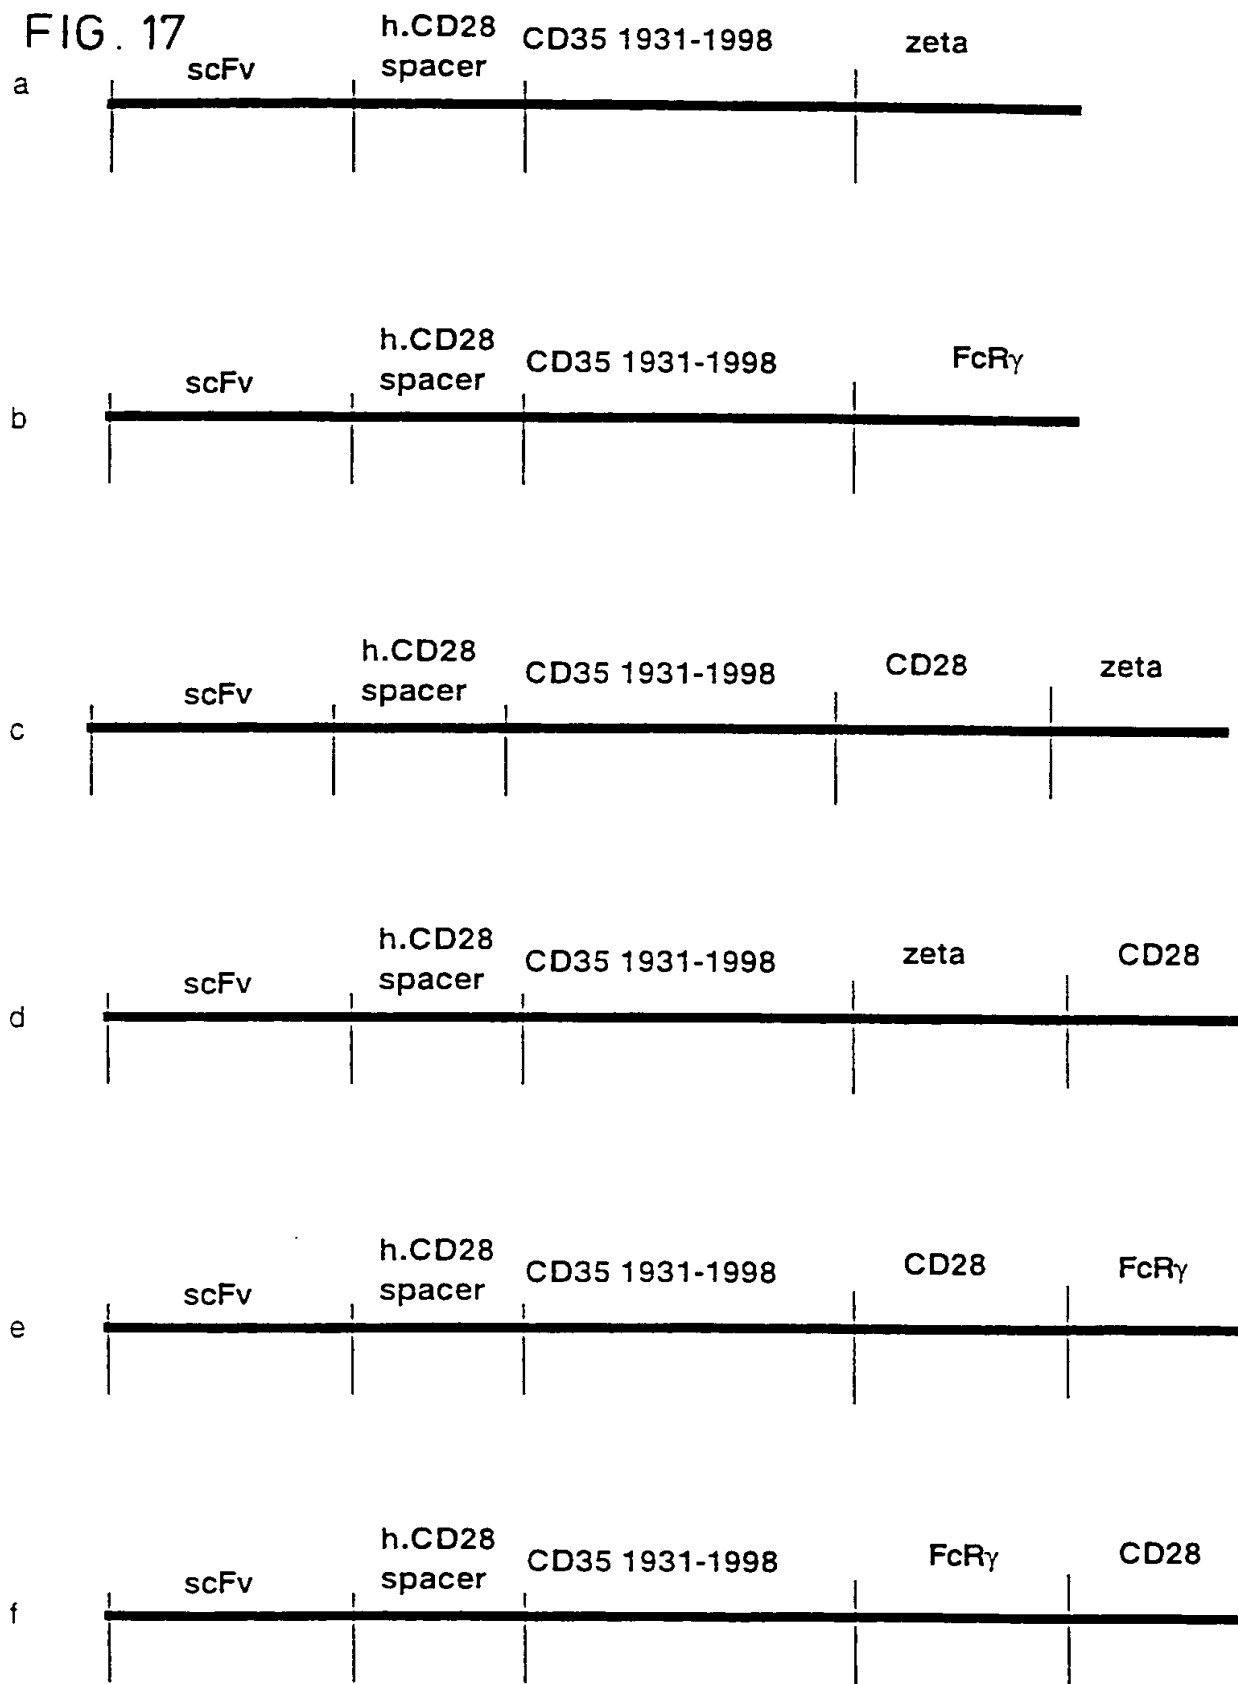 FIG. 17
a
scFv
h.CD28
spacer
CD35 1931-1998
zeta
b
scFv
h.CD28
spacer
CD35 1931-1998
FcRγ
c
scFv
h.CD28
spacer
CD35 1931-1998
CD28
zeta
d
scFv
h.CD28
spacer
CD35 1931-1998
zeta
CD28
e
scFv
h.CD28
spacer
CD35 1931-1998
CD28
FcRγ
f
scFv
h.CD28
spacer
CD35 1931-1998
FcRγ
CD28